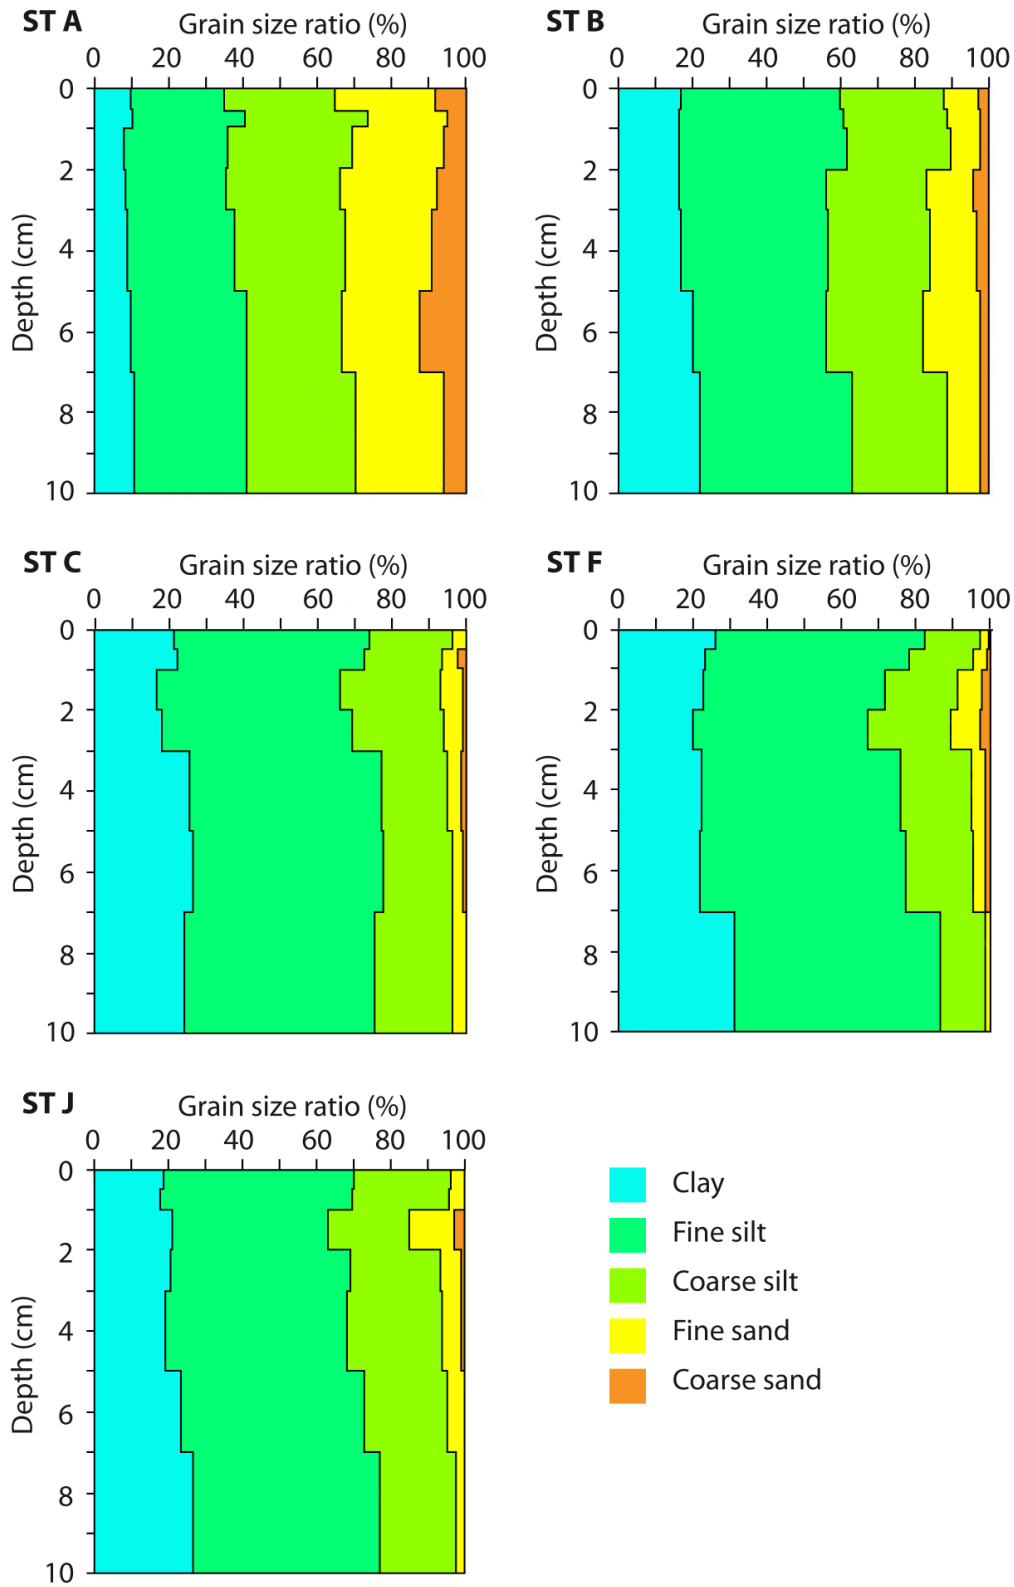 ST A Grain size ratio (%)
0 20 40 60 80 100
0
2
4
6
8
10
Depth (cm)
ST B Grain size ratio (%)
0 20 40 60 80 100
0
2
4
6
8
10
Depth (cm)
ST C Grain size ratio (%)
0 20 40 60 80 100
0
2
4
6
8
10
Depth (cm)
ST F Grain size ratio (%)
0 20 40 60 80 100
0
2
4
6
8
10
Depth (cm)
ST J Grain size ratio (%)
0 20 40 60 80 100
0
2
4
6
8
10
Depth (cm)
Clay
Fine silt
Coarse silt
Fine sand
Coarse sand